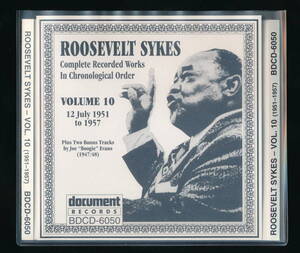 ROOSEVELT SYKES – VOL. 10 (1951-1957)
BDCD-6050
ROOSEVELT SYKES
Complete Recorded Works
In Chronological Order
VOLUME 10
12 July 1951
to 1957
Plus Two Bonus Tracks
by Joe "Boogie" Evans
(1947/48)
document
RECORDS
BDCD-6050
ROOSEVELT SYKES – VOL. 10 (1951-1957)
BDCD-6050